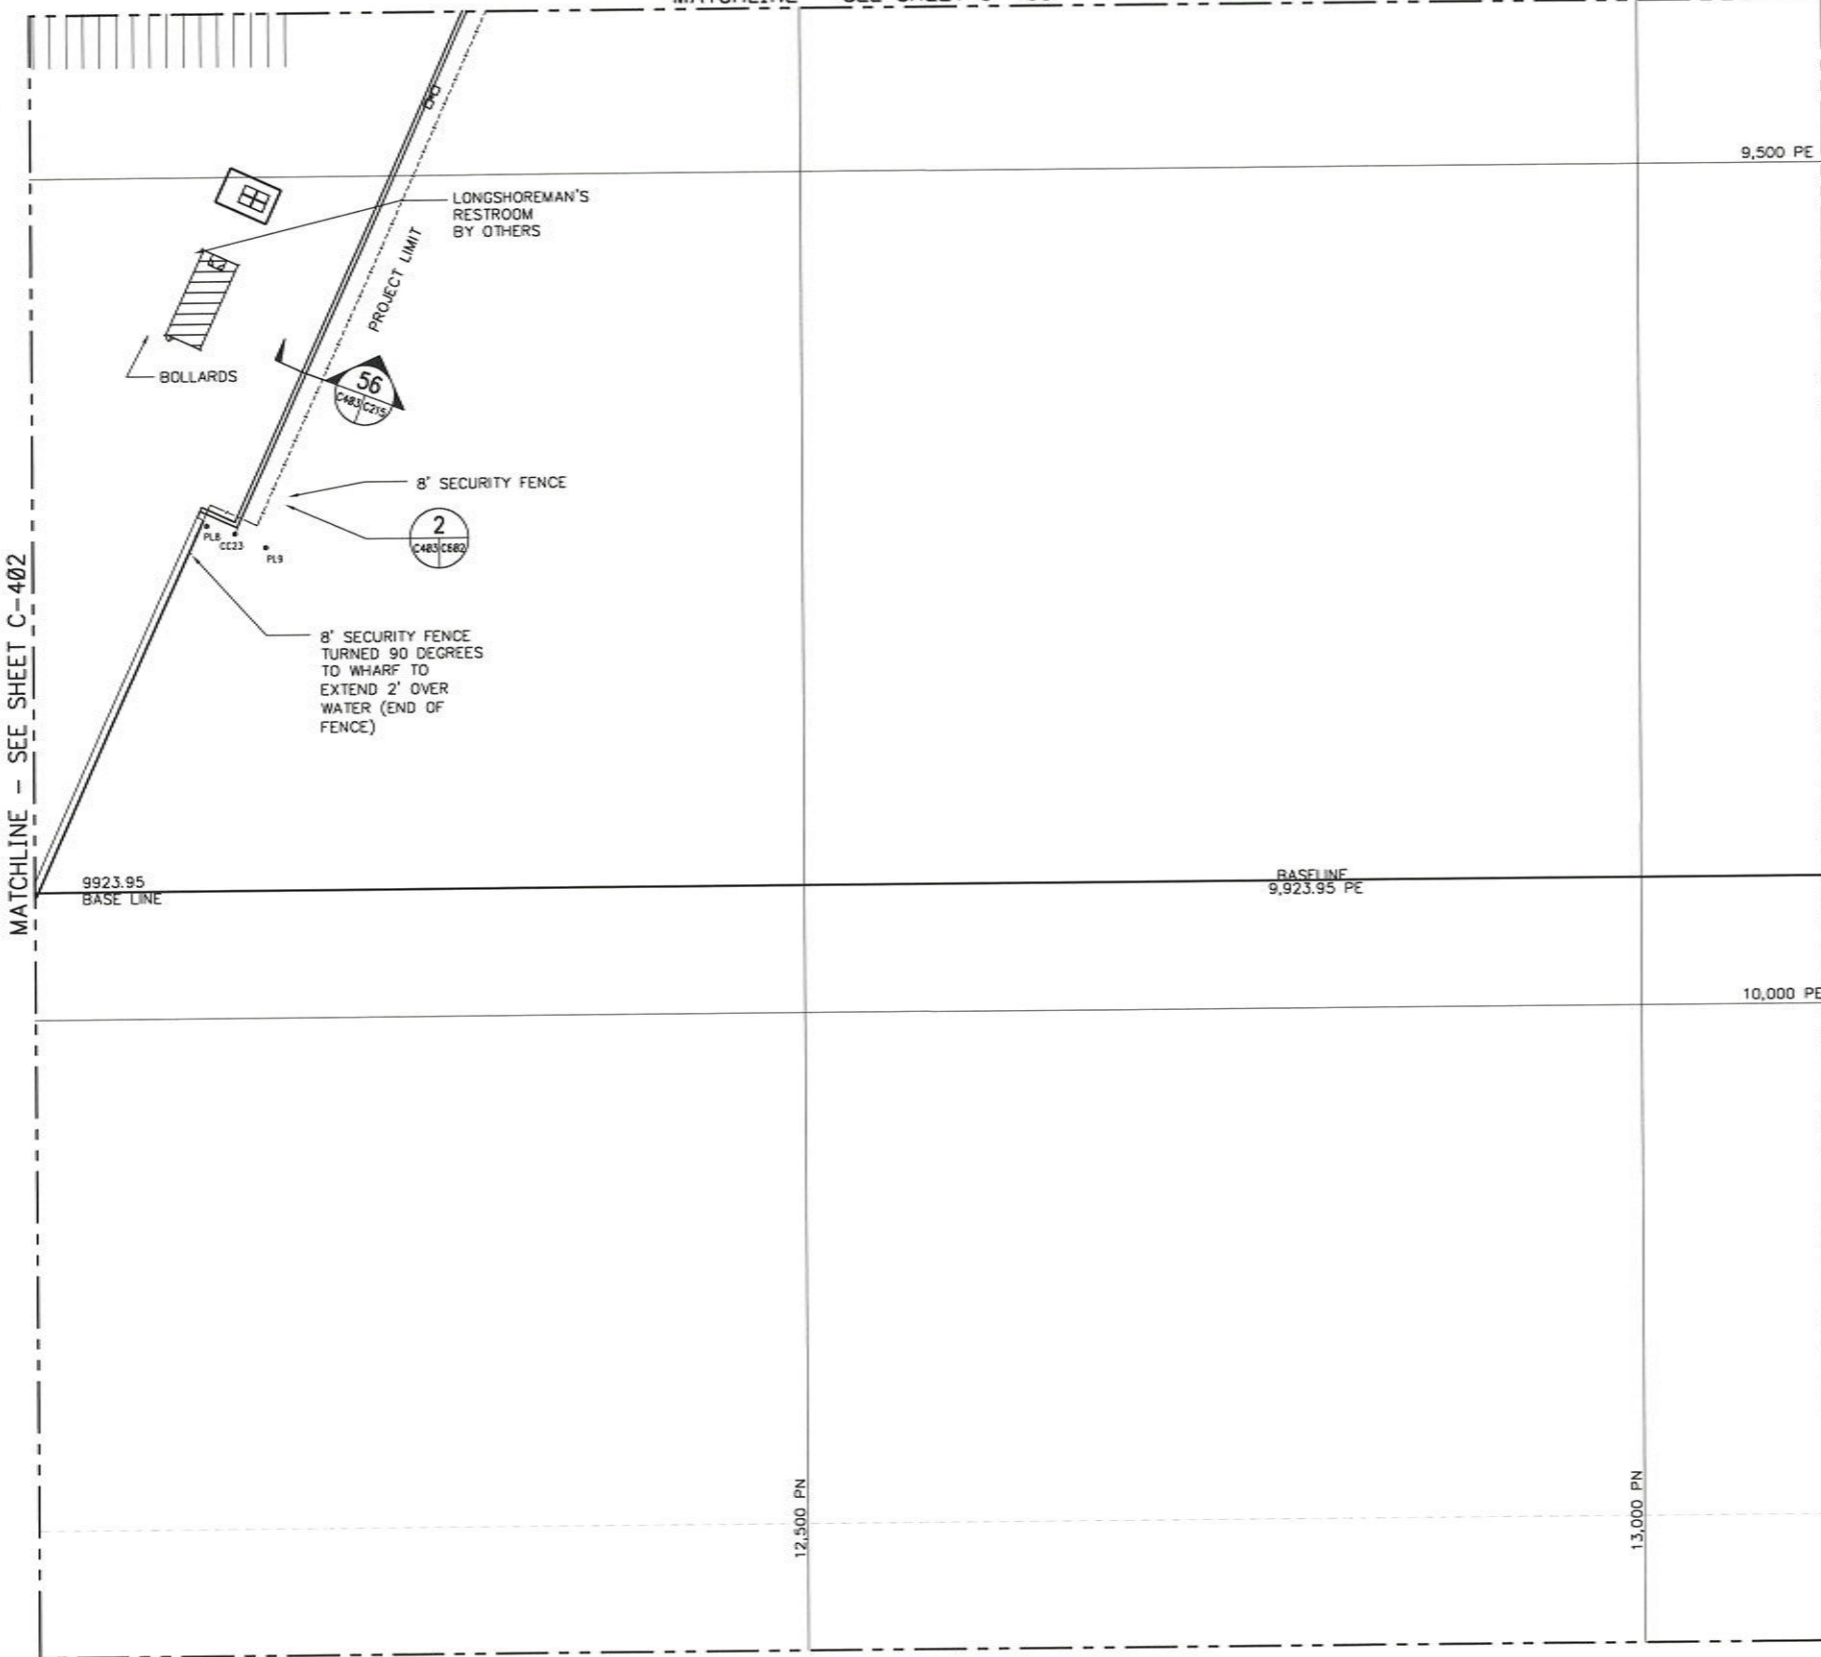 9,500 PE
LONGSHOREMAN'S
RESTROOM
BY OTHERS
PROJECT LIMIT
BOLLARDS
56
C403 C215
8' SECURITY FENCE
2
C403 C602
PL8
CC23
PL9
8' SECURITY FENCE
TURNED 90 DEGREES
TO WHARF TO
EXTEND 2' OVER
WATER (END OF
FENCE)
MATCHLINE - SEE SHEET C-402
9923.95
BASE LINE
BASELINE
9,923.95 PE
10,000 PE
12,500 PN
13,000 PN